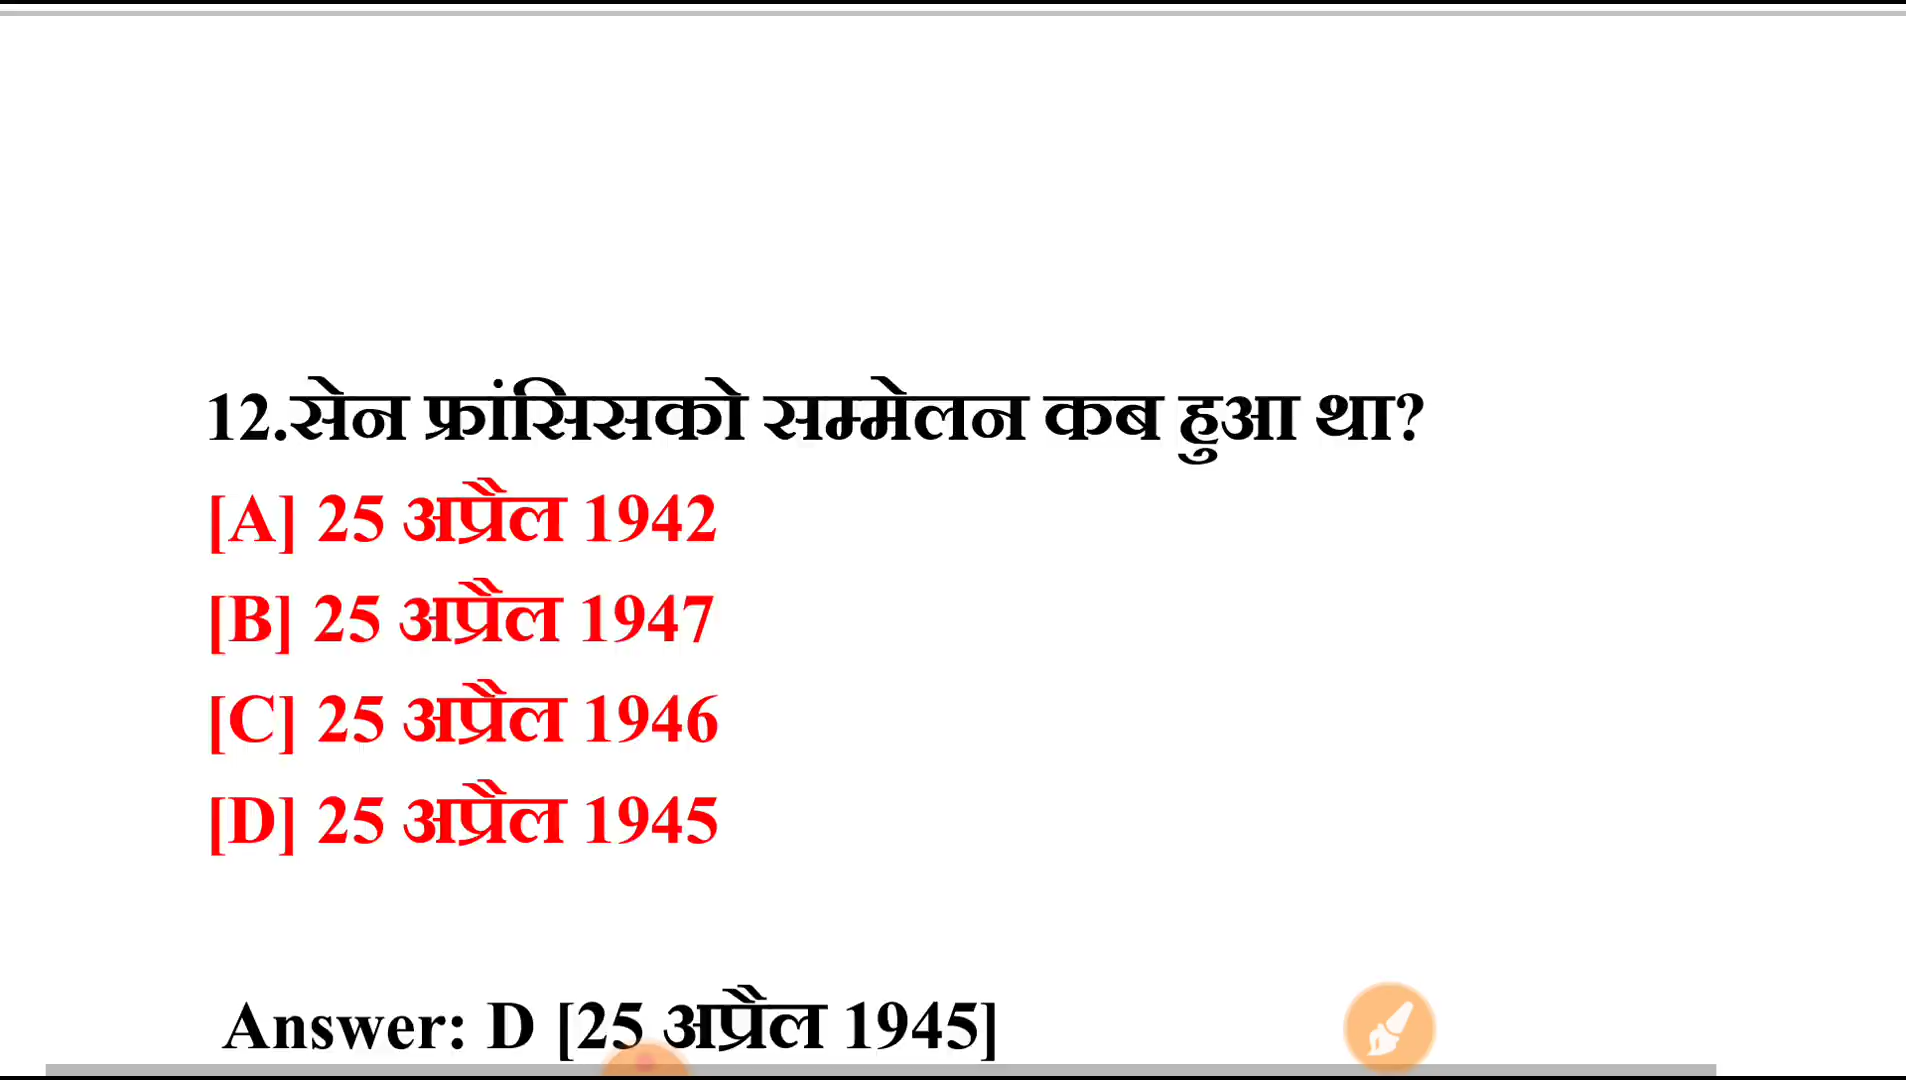 12.सेन फ्रांसिसको सम्मेलन कब हुआ था?
[A] 25 अप्रैल 1942
[B] 25 अप्रैल 1947
[C] 25 अप्रैल 1946
[D] 25 अप्रैल 1945
Answer: D [25 अप्रैल 1945]